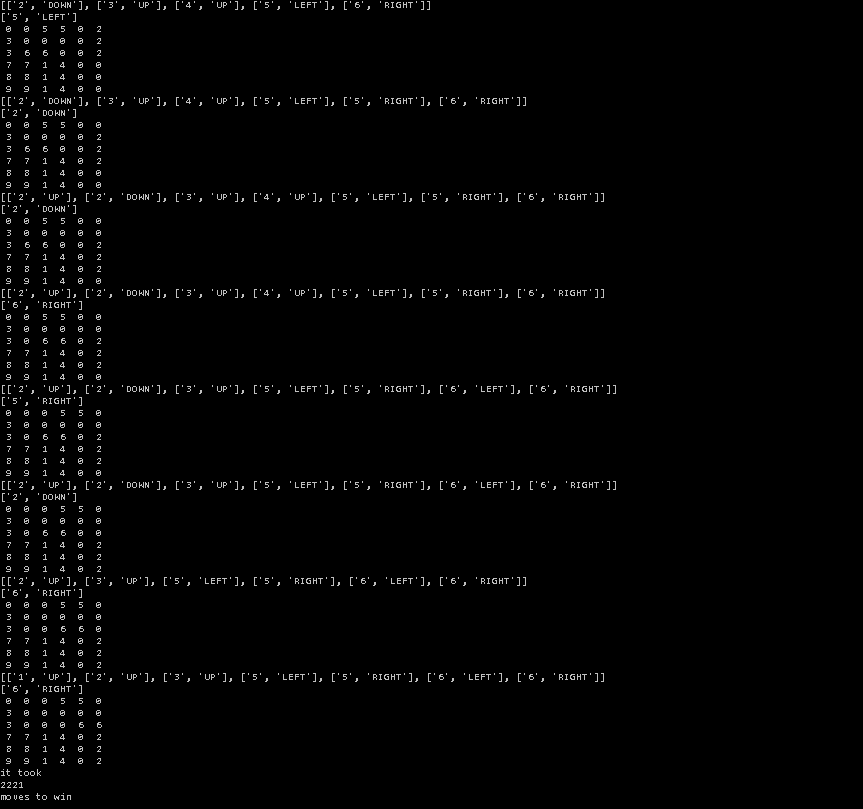 [['2', 'DOWN'], ['3', 'UP'], ['4', 'UP'], ['5', 'LEFT'], ['6', 'RIGHT']]
['5', 'LEFT']
0 0 5 5 0 2
3 0 0 0 0 2
3 6 6 0 0 2
7 7 1 4 0 0
8 8 1 4 0 0
9 9 1 4 0 0
[['2', 'DOWN'], ['3', 'UP'], ['4', 'UP'], ['5', 'LEFT'], ['5', 'RIGHT'], ['6', 'RIGHT']]
['2', 'DOWN']
0 0 5 5 0 0
3 0 0 0 0 2
3 6 6 0 0 2
7 7 1 4 0 2
8 8 1 4 0 0
9 9 1 4 0 0
[['2', 'UP'], ['2', 'DOWN'], ['3', 'UP'], ['4', 'UP'], ['5', 'LEFT'], ['5', 'RIGHT'], ['6', 'RIGHT']]
['2', 'DOWN']
0 0 5 5 0 0
3 0 0 0 0 0
3 6 6 0 0 2
7 7 1 4 0 2
8 8 1 4 0 2
9 9 1 4 0 0
[['2', 'UP'], ['2', 'DOWN'], ['3', 'UP'], ['4', 'UP'], ['5', 'LEFT'], ['5', 'RIGHT'], ['6', 'RIGHT']]
['6', 'RIGHT']
0 0 5 5 0 0
3 0 0 0 0 0
3 0 6 6 0 2
7 7 1 4 0 2
8 8 1 4 0 2
9 9 1 4 0 0
[['2', 'UP'], ['2', 'DOWN'], ['3', 'UP'], ['5', 'LEFT'], ['5', 'RIGHT'], ['6', 'LEFT'], ['6', 'RIGHT']]
['5', 'RIGHT']
0 0 0 5 5 0
3 0 0 0 0 0
3 0 6 6 0 2
7 7 1 4 0 2
8 8 1 4 0 2
9 9 1 4 0 0
[['2', 'UP'], ['2', 'DOWN'], ['3', 'UP'], ['5', 'LEFT'], ['5', 'RIGHT'], ['6', 'LEFT'], ['6', 'RIGHT']]
['2', 'DOWN']
0 0 0 5 5 0
3 0 0 0 0 0
3 0 6 6 0 0
7 7 1 4 0 2
8 8 1 4 0 2
9 9 1 4 0 2
[['2', 'UP'], ['3', 'UP'], ['5', 'LEFT'], ['5', 'RIGHT'], ['6', 'LEFT'], ['6', 'RIGHT']]
['6', 'RIGHT']
0 0 0 5 5 0
3 0 0 0 0 0
3 0 0 6 6 0
7 7 1 4 0 2
8 8 1 4 0 2
9 9 1 4 0 2
[['1', 'UP'], ['2', 'UP'], ['3', 'UP'], ['5', 'LEFT'], ['5', 'RIGHT'], ['6', 'LEFT'], ['6', 'RIGHT']]
['6', 'RIGHT']
0 0 0 5 5 0
3 0 0 0 0 0
3 0 0 0 6 6
7 7 1 4 0 2
8 8 1 4 0 2
9 9 1 4 0 2
it took
2221
moves to win